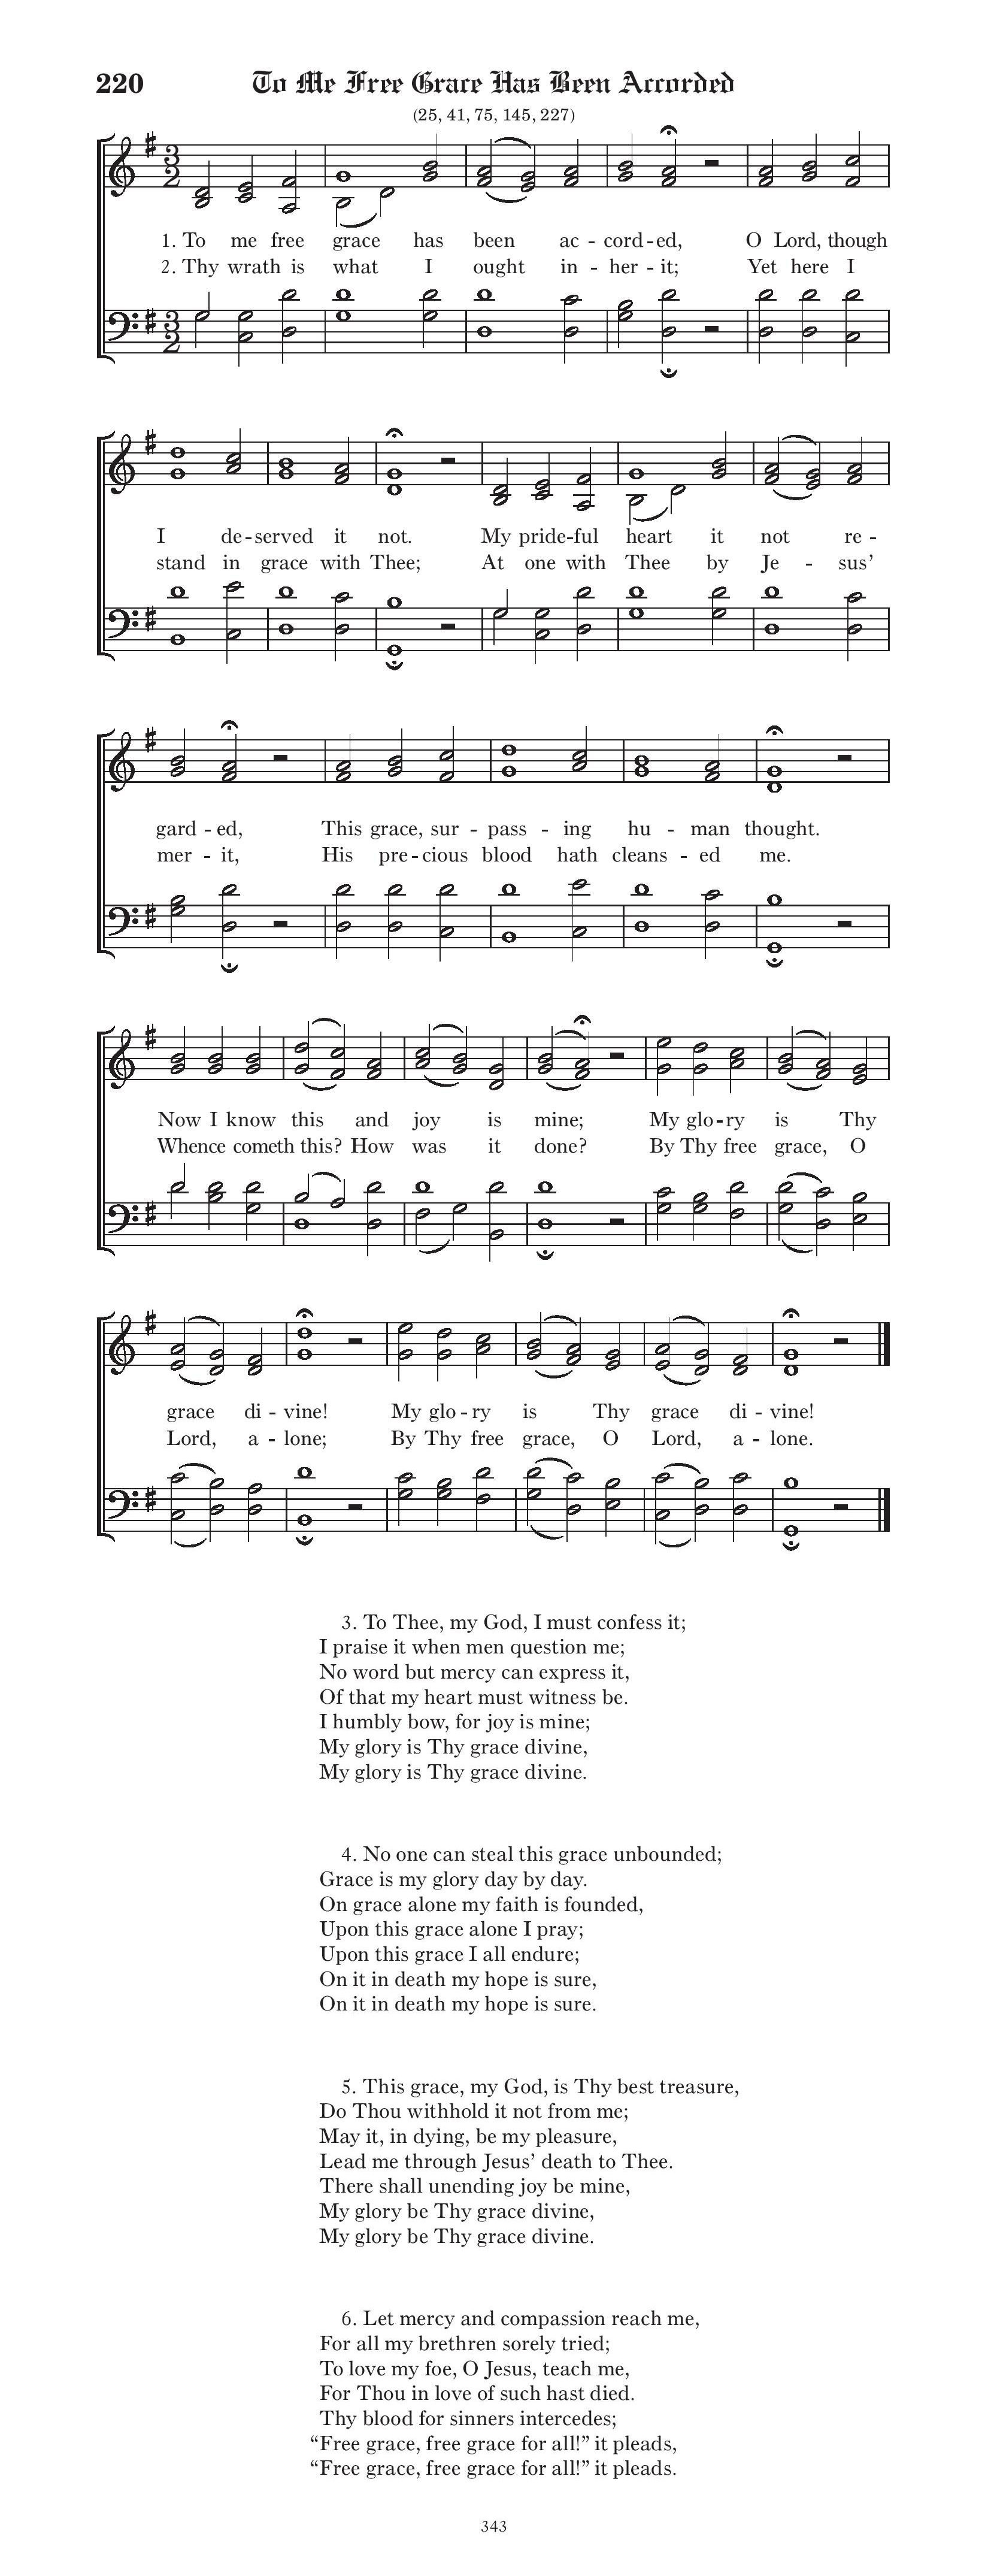 220 To Me Free Grace Has Been Accorded
(25, 41, 75, 145, 227)
1. To me free grace has been ac - cord - ed, O Lord, though
2. Thy wrath is what I ought in - her - it; Yet here I
I de - served it not. My pride - ful heart it not re -
stand in grace with Thee; At one with Thee by Je - sus’
gard - ed, This grace, sur - pass - ing hu - man thought.
mer - it, His pre - cious blood hath cleans - ed me.
Now I know this and joy is mine; My glo - ry is Thy
Whence cometh this? How was it done? By Thy free grace, O
grace di - vine! My glo - ry is Thy grace di - vine!
Lord, a - lone; By Thy free grace, O Lord, a - lone.
3. To Thee, my God, I must confess it;
I praise it when men question me;
No word but mercy can express it,
Of that my heart must witness be.
I humbly bow, for joy is mine;
My glory is Thy grace divine,
My glory is Thy grace divine.
4. No one can steal this grace unbounded;
Grace is my glory day by day.
On grace alone my faith is founded,
Upon this grace alone I pray;
Upon this grace I all endure;
On it in death my hope is sure,
On it in death my hope is sure.
5. This grace, my God, is Thy best treasure,
Do Thou withhold it not from me;
May it, in dying, be my pleasure,
Lead me through Jesus’ death to Thee.
There shall unending joy be mine,
My glory be Thy grace divine,
My glory be Thy grace divine.
6. Let mercy and compassion reach me,
For all my brethren sorely tried;
To love my foe, O Jesus, teach me,
For Thou in love of such hast died.
Thy blood for sinners intercedes;
“Free grace, free grace for all!” it pleads,
“Free grace, free grace for all!” it pleads.
343